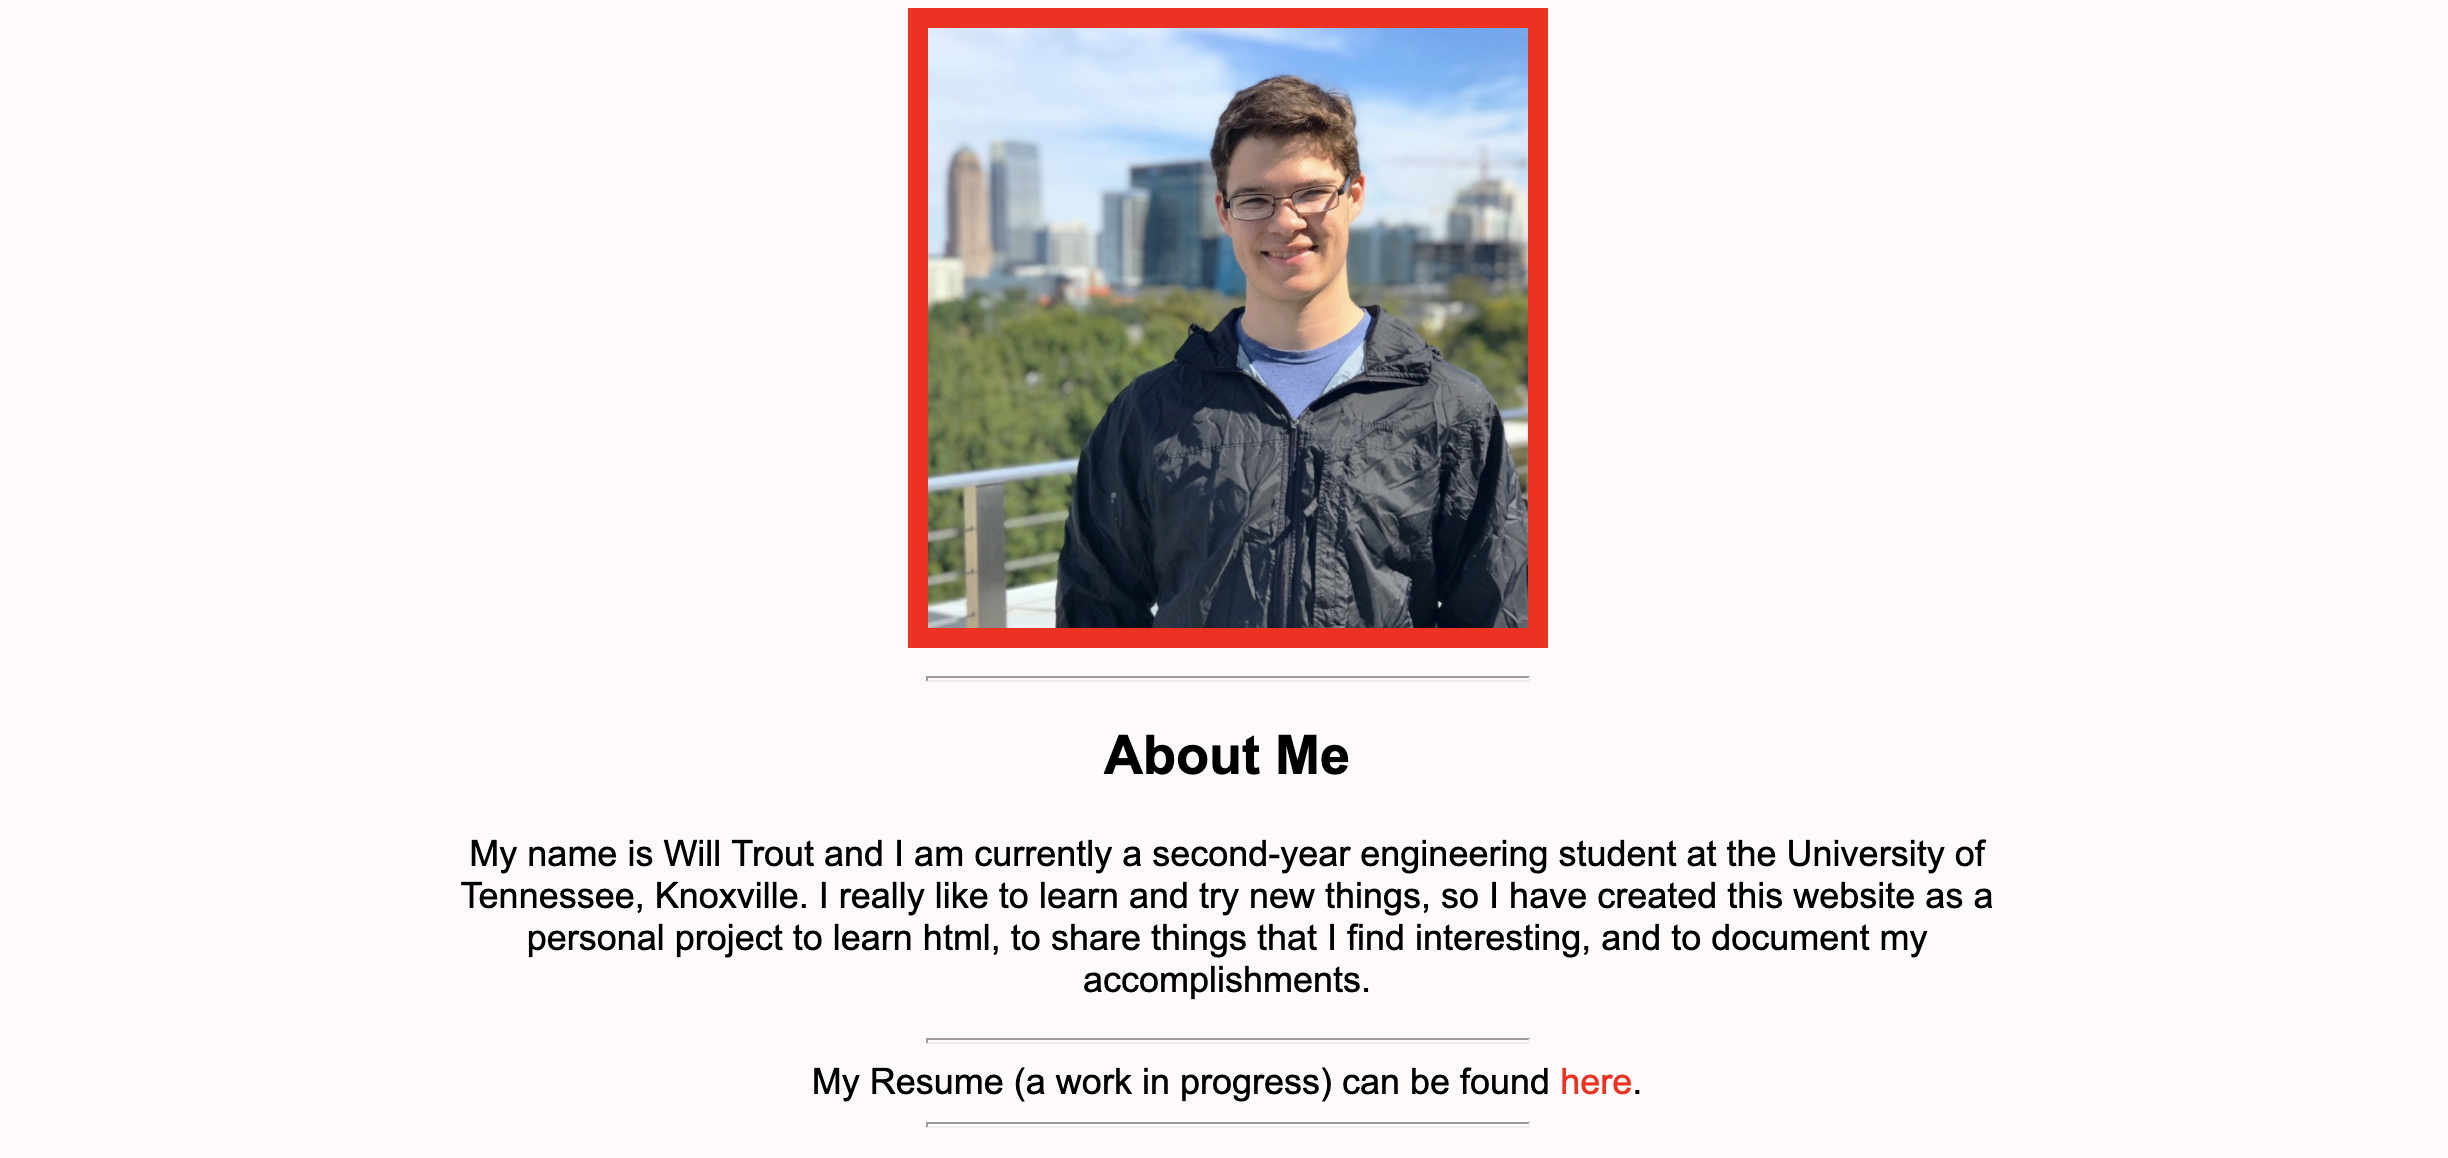 Columbia
About Me
My name is Will Trout and I am currently a second-year engineering student at the University of
Tennessee, Knoxville. I really like to learn and try new things, so I have created this website as a
personal project to learn html, to share things that I find interesting, and to document my
accomplishments.
My Resume (a work in progress) can be found here.